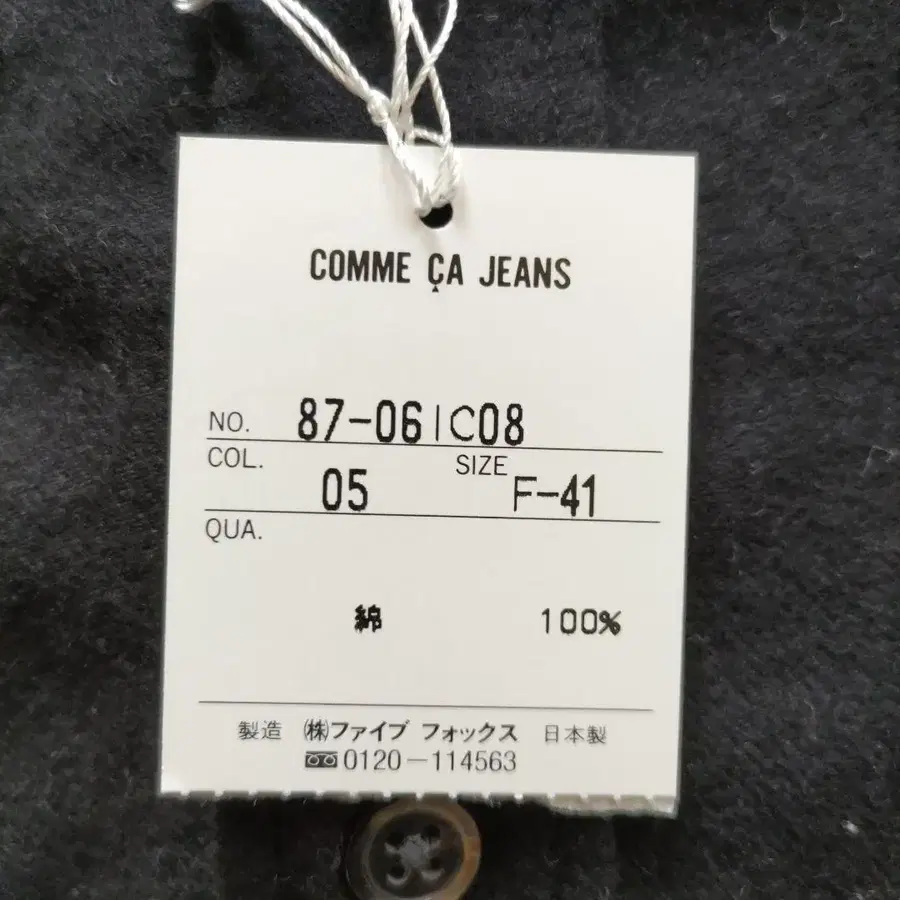 COMME ÇA JEANS
NO. 87-06IC08
COL. 05 SIZE F-41
QUA.
綿 100%
製造 ㈱ファイブ フォックス 日本製
0120-114563